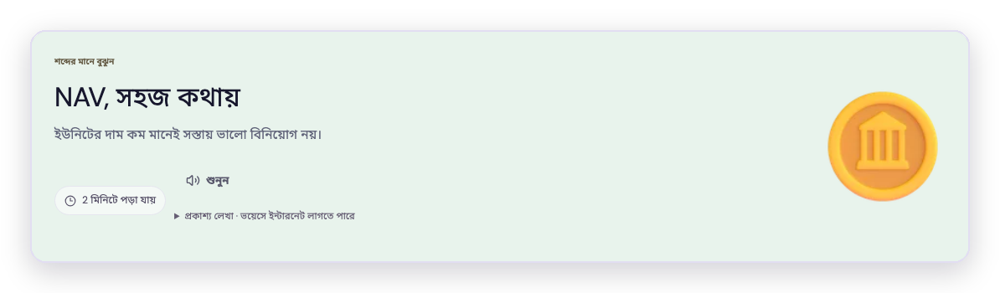 শব্দের মানে বুঝুন
NAV, সহজ কথায়
ইউনিটের দাম কম মানেই সস্তায় ভালো বিনিয়োগ নয়।
শুনুন
2 মিনিটে পড়া যায়
প্রকাশ্য লেখা · ভয়েসে ইন্টারনেট লাগতে পারে